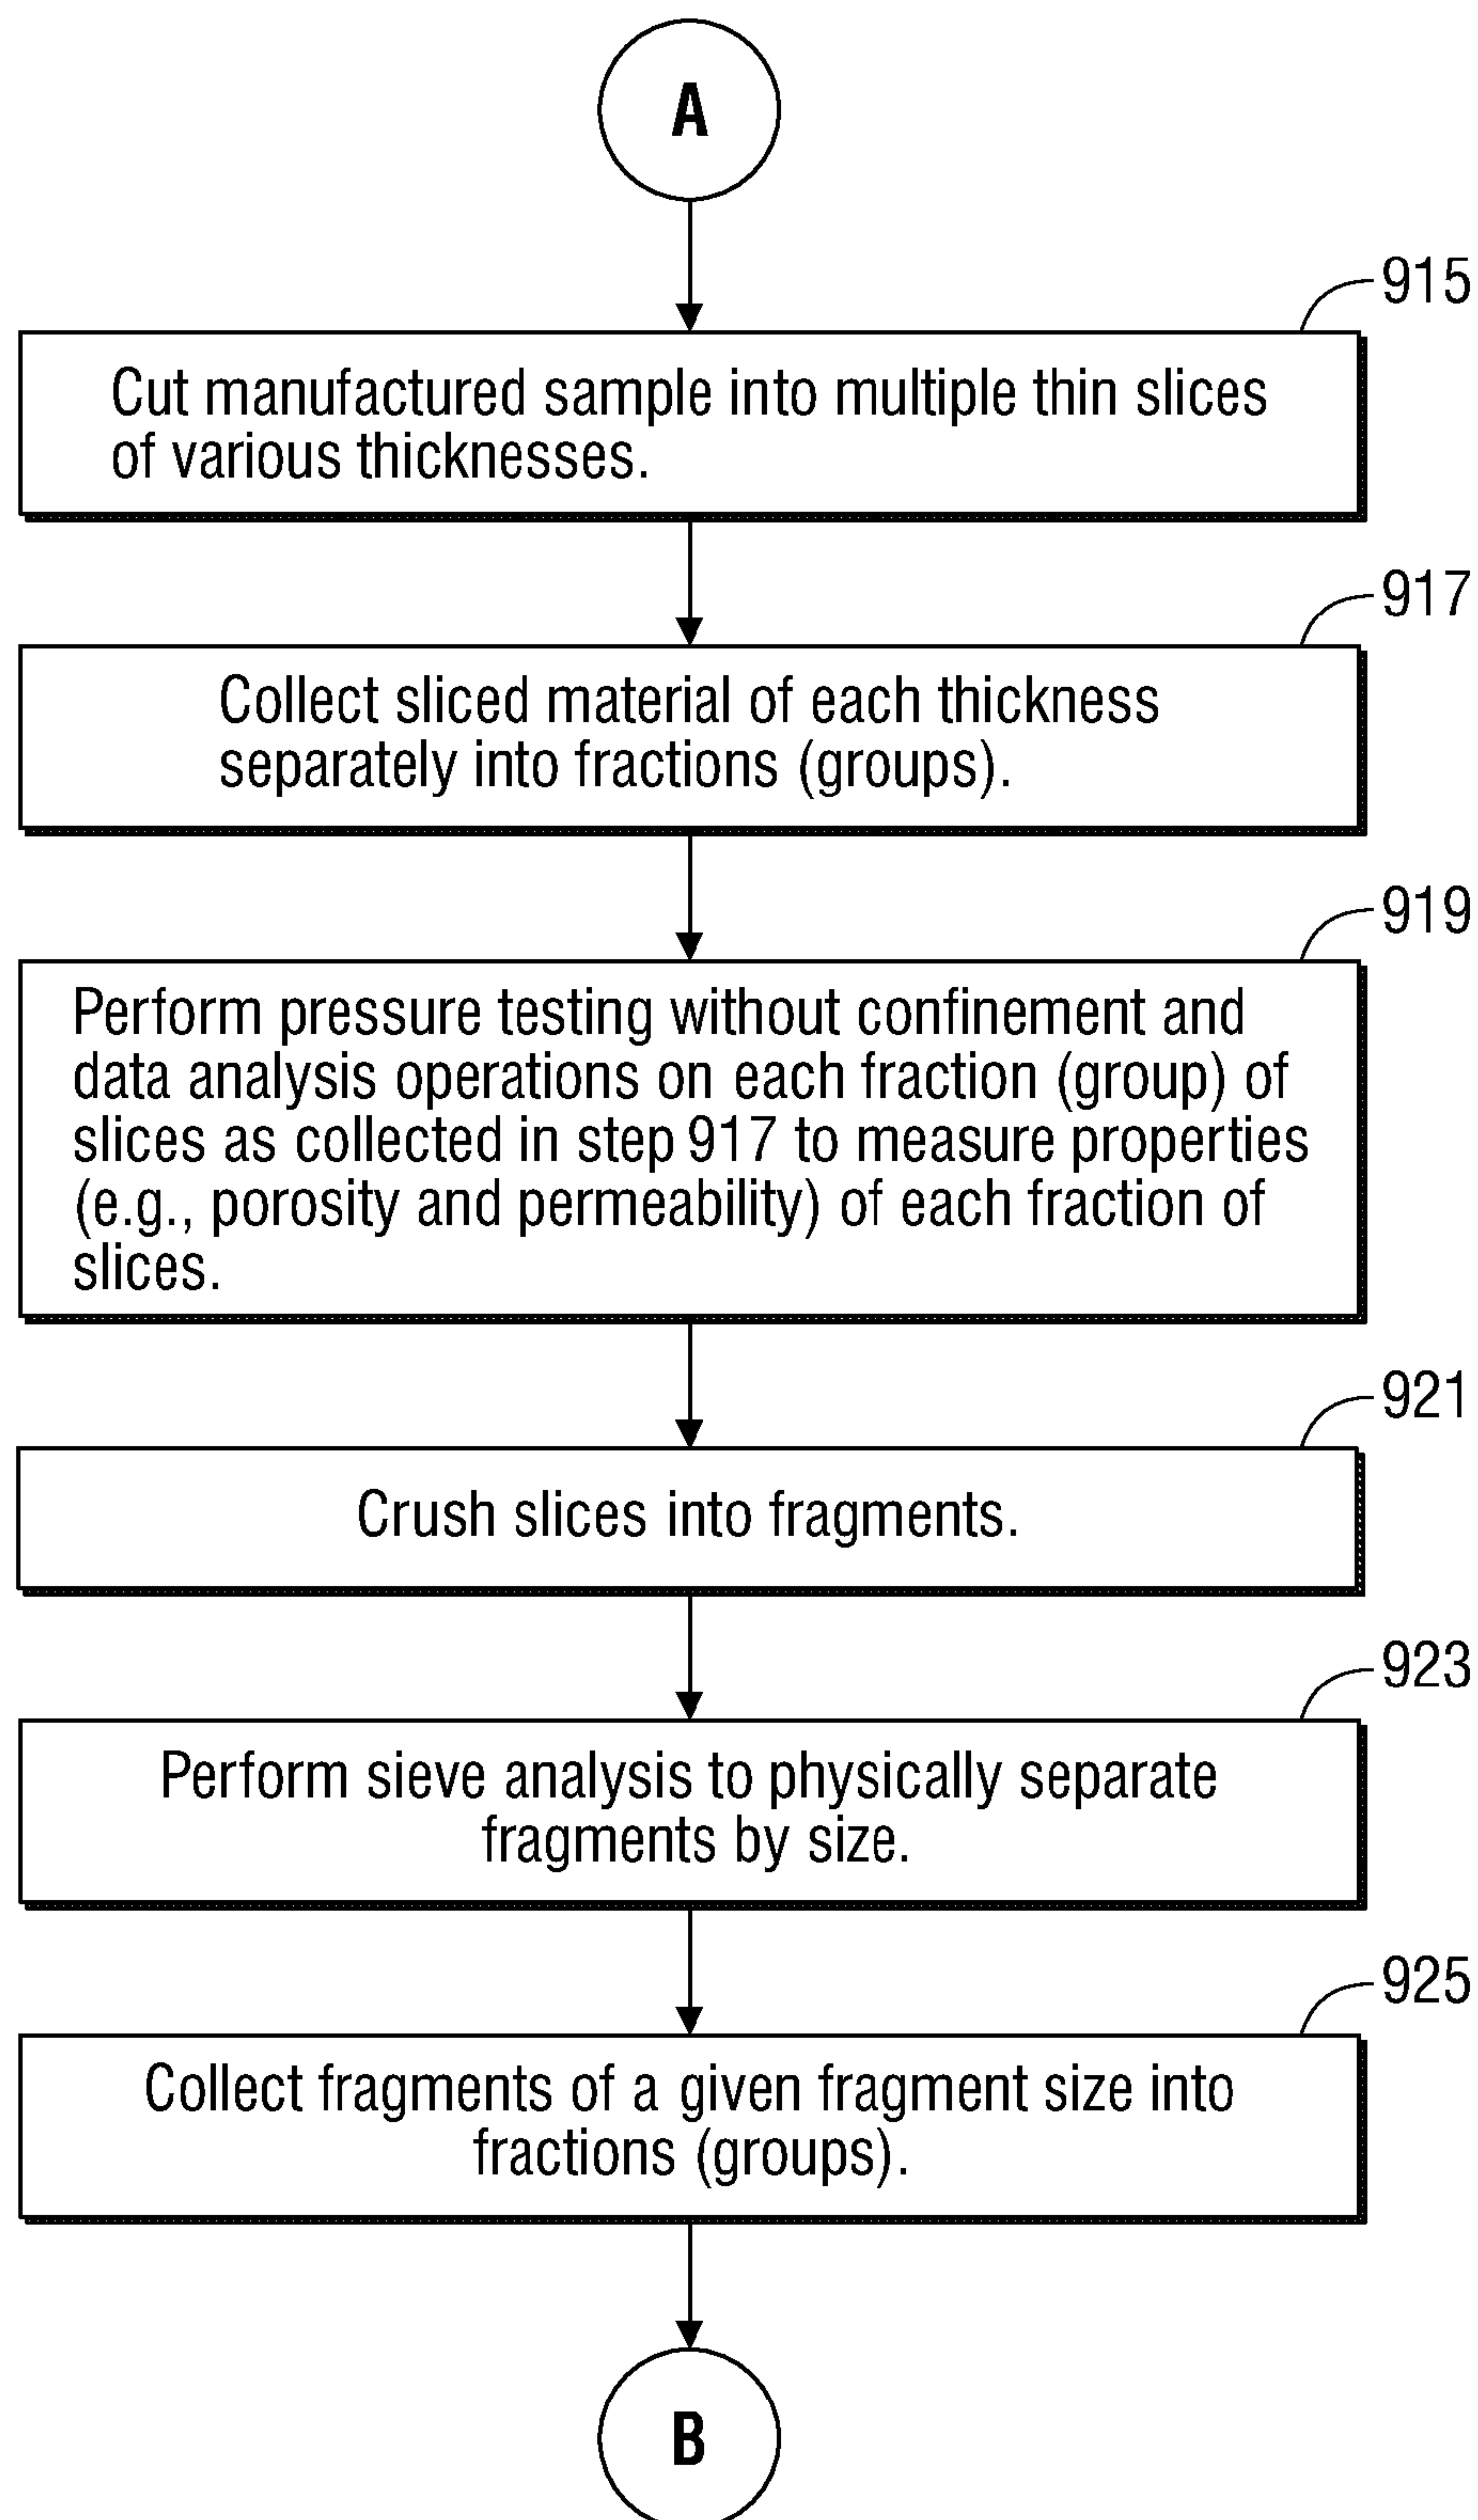 A
915
Cut manufactured sample into multiple thin slices
of various thicknesses.
917
Collect sliced material of each thickness
separately into fractions (groups).
919
Perform pressure testing without confinement and
data analysis operations on each fraction (group) of
slices as collected in step 917 to measure properties
(e.g., porosity and permeability) of each fraction of
slices.
921
Crush slices into fragments.
923
Perform sieve analysis to physically separate
fragments by size.
925
Collect fragments of a given fragment size into
fractions (groups).
B